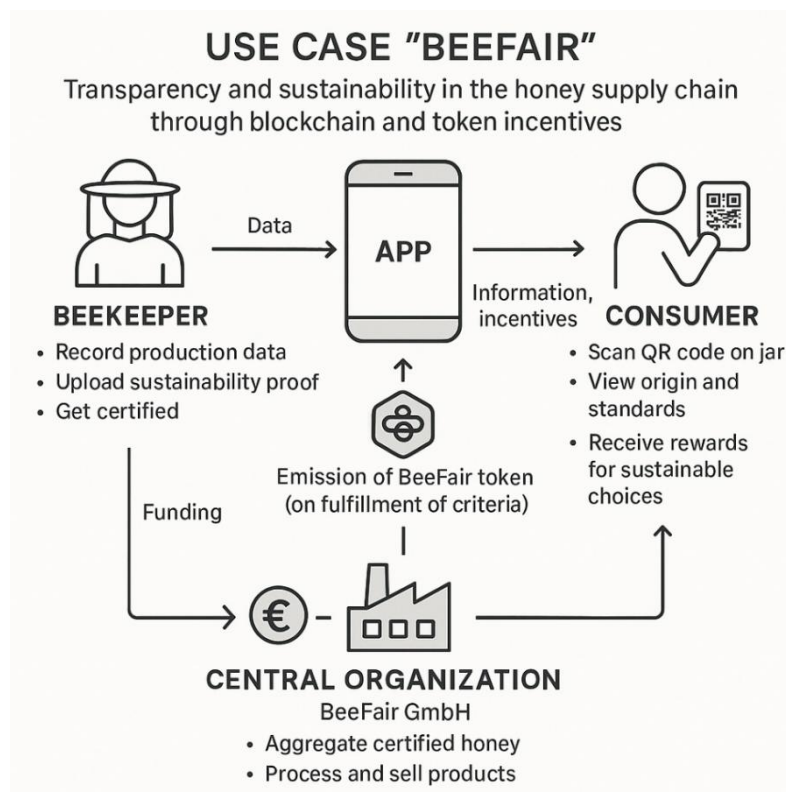 USE CASE ”BEEFAIR”
Transparency and sustainability in the honey supply chain
through blockchain and token incentives
Data
APP
Information,
incentives
BEEKEEPER
• Record production data
• Upload sustainability proof
• Get certified
CONSUMER
• Scan QR code on jar
• View origin and
standards
• Receive rewards
for sustainable
choices
Emission of BeeFair token
(on fulfillment of criteria)
Funding
€
CENTRAL ORGANIZATION
BeeFair GmbH
• Aggregate certified honey
• Process and sell products